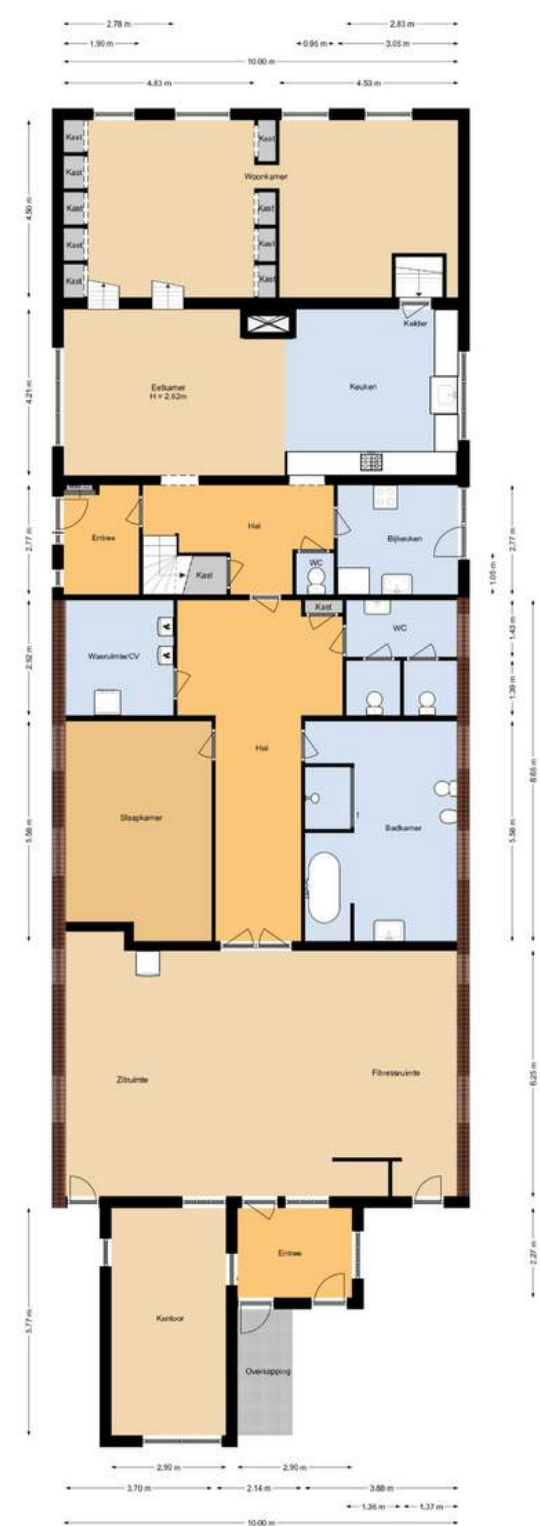 2.78 m
2.83 m
1.90 m
0.95 m
3.05 m
10.00 m
4.83 m
4.53 m
Kast
Kast
Kast
Kast
Kast
Kast
Kast
Kast
Kast
Woonkamer
4.50 m
Kelder
Eetkamer
H = 2.62m
Keuken
4.21 m
Entree
Hal
Bijkeuken
WC
Kast
2.77 m
2.77 m
1.05 m
Kast
WC
Wasruimte/CV
2.92 m
1.43 m
1.39 m
Hal
Slaapkamer
Badkamer
5.58 m
5.58 m
8.65 m
Zitruimte
Fitnessruimte
6.25 m
Entree
2.27 m
Kantoor
Overkapping
5.77 m
2.90 m
2.90 m
3.70 m
2.14 m
3.88 m
1.36 m
1.37 m
10.00 m